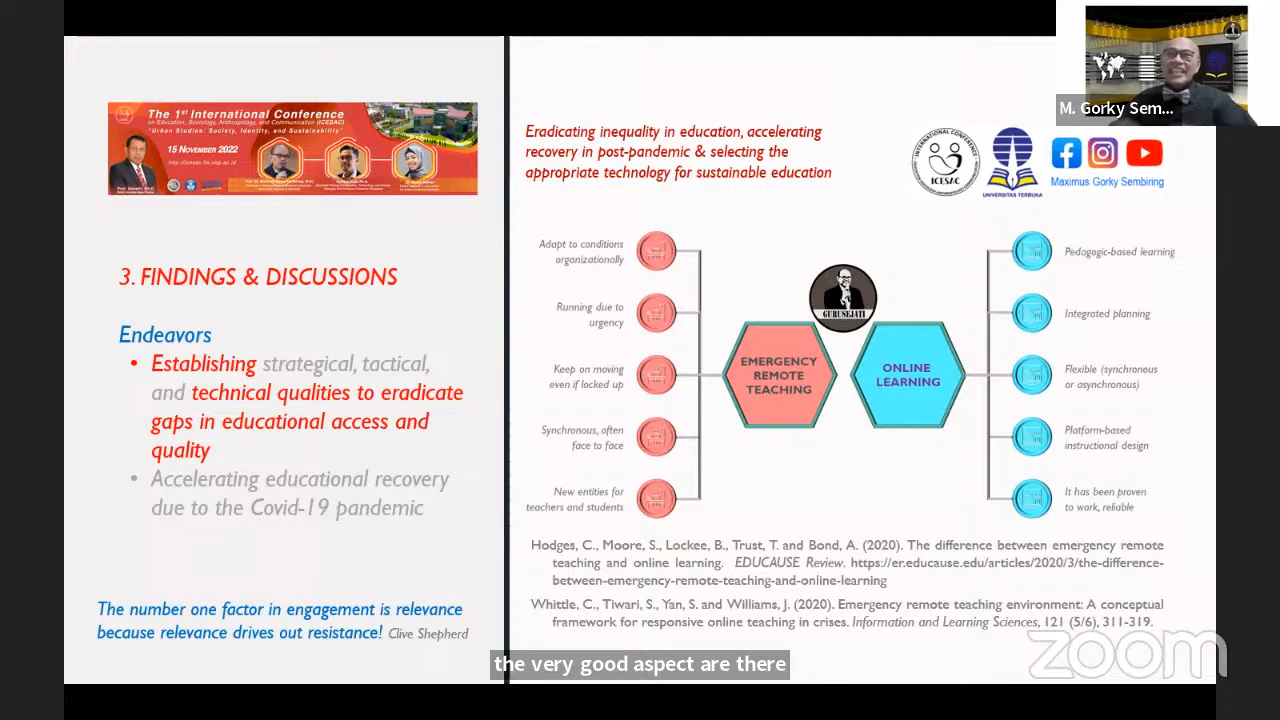 The 1st International Conference
on Education, Sociology, Anthropology, and Communication (ICESAC)
"Urban Studies: Society, Identity, and Sustainability"
15 NOVEMBER 2022
3. FINDINGS & DISCUSSIONS
Endeavors
• Establishing strategical, tactical,
and technical qualities to eradicate
gaps in educational access and
quality
• Accelerating educational recovery
due to the Covid-19 pandemic
The number one factor in engagement is relevance
because relevance drives out resistance! Clive Shepherd
Eradicating inequality in education, accelerating
recovery in post-pandemic & selecting the
appropriate technology for sustainable education
INTERNATIONAL CONFERENCE
ICESAC
UNIVERSITAS TERBUKA
Maximus Gorky Sembiring
M. Gorky Sem...
Adapt to conditions
organizationally
Running due to
urgency
Keep on moving
even if locked up
Synchronous, often
face to face
New entities for
teachers and students
GURUSEJATI
EMERGENCY
REMOTE
TEACHING
ONLINE
LEARNING
Pedagogic-based learning
Integrated planning
Flexible (synchronous
or asynchronous)
Platform-based
instructional design
It has been proven
to work, reliable
Hodges, C., Moore, S., Lockee, B., Trust, T. and Bond, A. (2020). The difference between emergency remote
teaching and online learning. EDUCAUSE Review. https://er.educause.edu/articles/2020/3/the-difference-
between-emergency-remote-teaching-and-online-learning
Whittle, C., Tiwari, S., Yan, S. and Williams, J. (2020). Emergency remote teaching environment: A conceptual
framework for responsive online teaching in crises. Information and Learning Sciences, 121 (5/6), 311-319.
zoom
the very good aspect are there